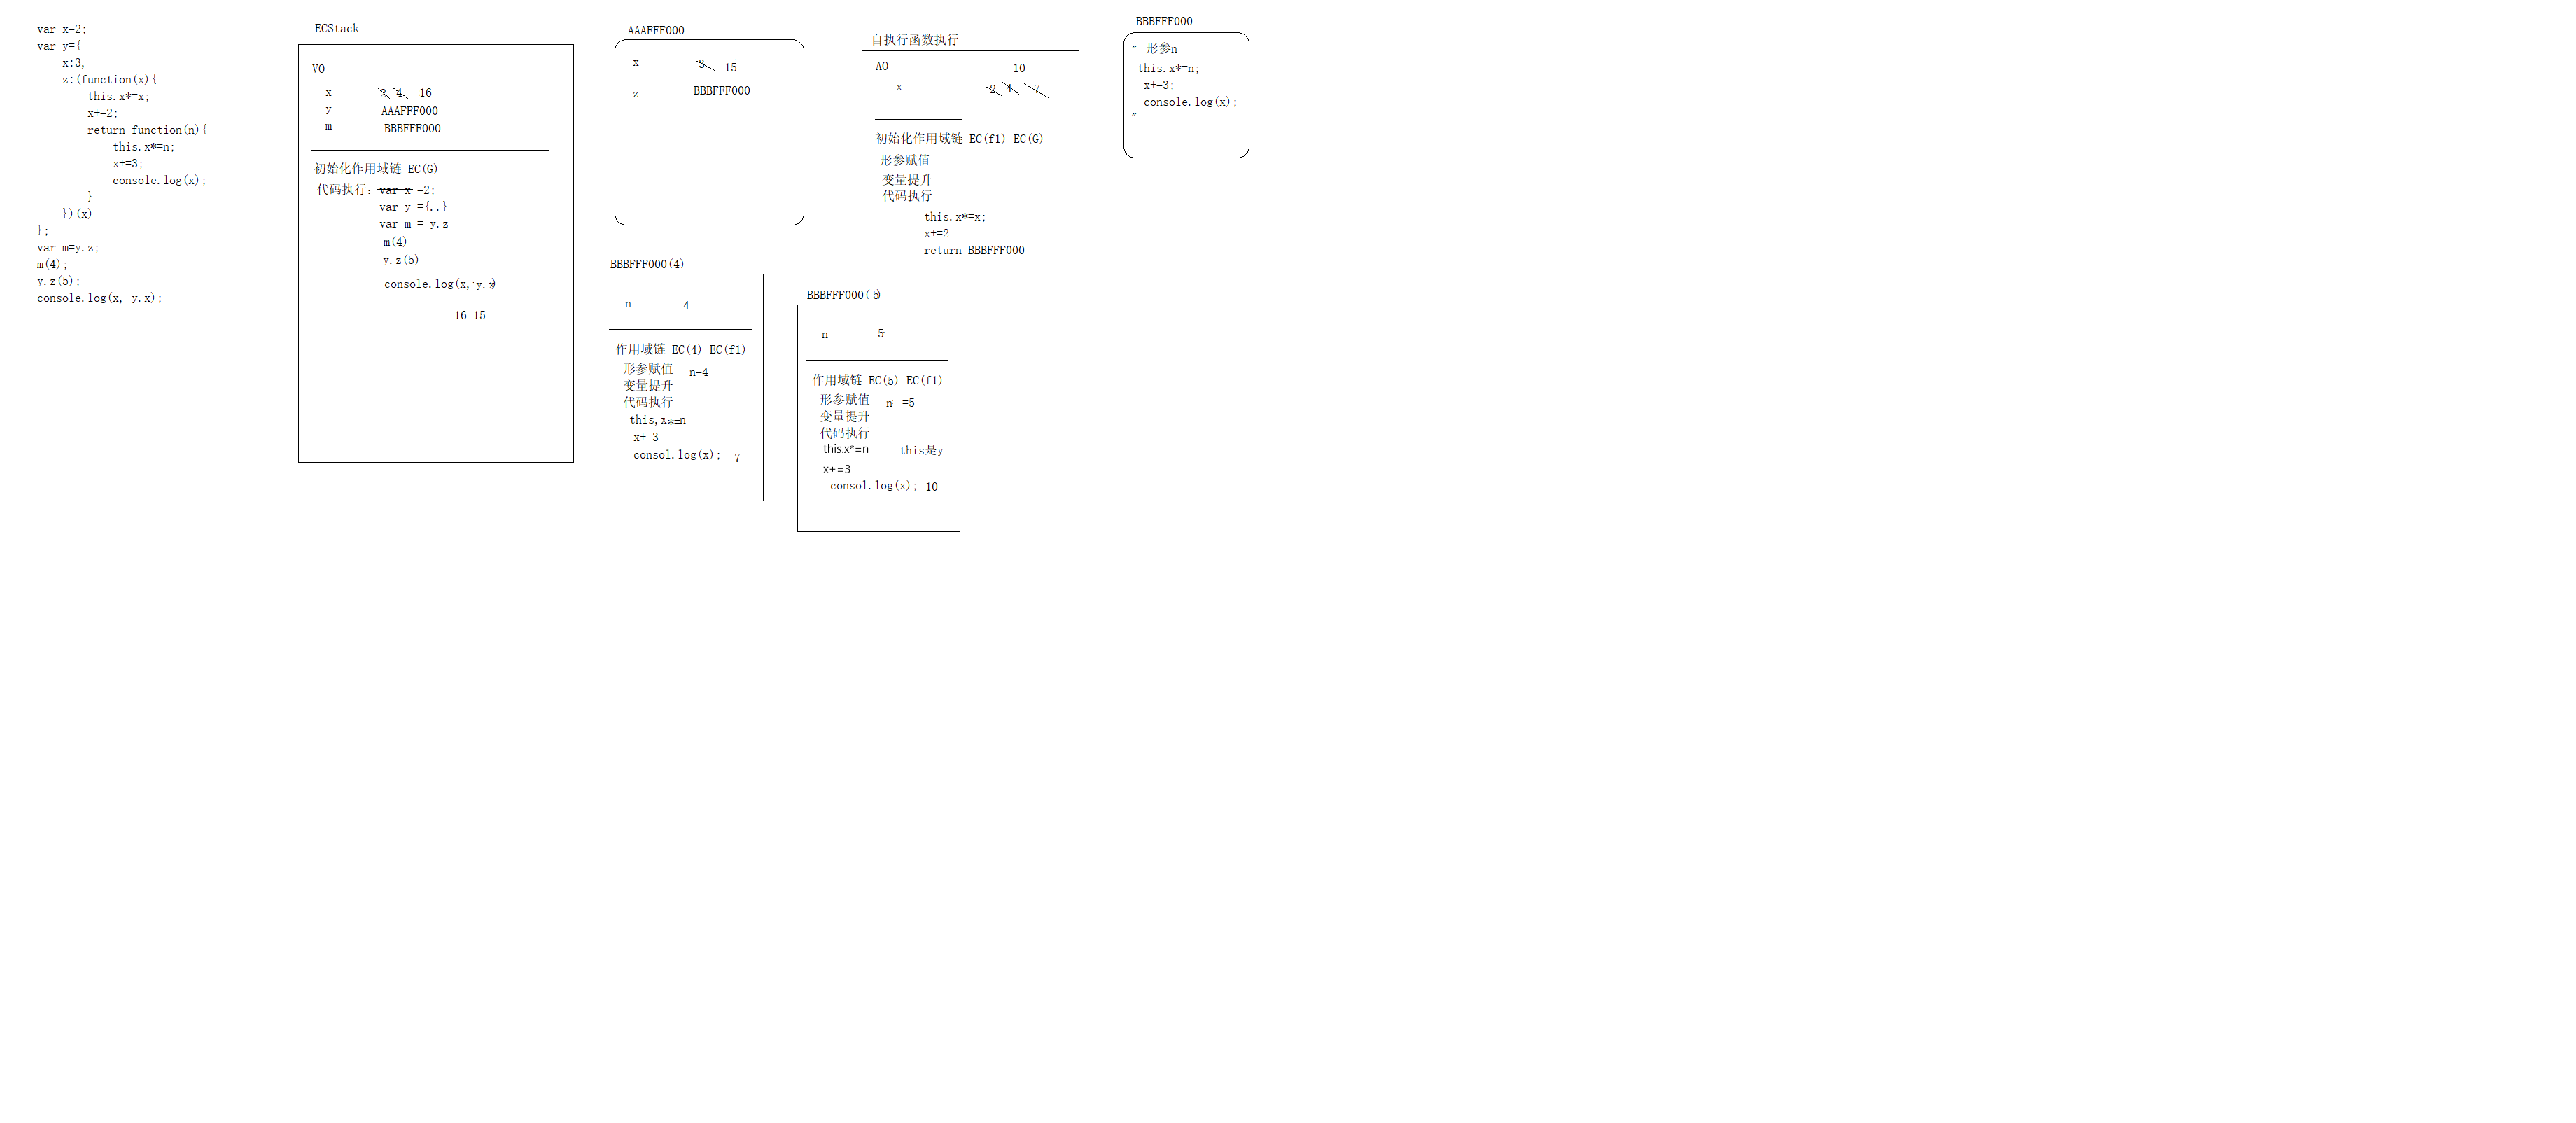 var x=2;
var y={
x:3,
z:(function(x){
this.x*=x;
x+=2;
return function(n){
this.x*=n;
x+=3;
console.log(x);
}
})(x)
};
var m=y.z;
m(4);
y.z(5);
console.log(x, y.x);
ECStack
VO
x 2 4 16
y AAAFFF000
m BBBFFF000
初始化作用域链 EC(G)
代码执行：var x =2;
var y ={..}
var m = y.z
m(4)
y.z(5)
console.log(x, y.x)
16 15
AAAFFF000
x 3 15
z BBBFFF000
自执行函数执行
AO
10
x 2 4 7
初始化作用域链 EC(f1) EC(G)
形参赋值
变量提升
代码执行
this.x*=x;
x+=2
return BBBFFF000
BBBFFF000
" 形参n
this.x*=n;
x+=3;
console.log(x);
"
BBBFFF000(4)
n 4
作用域链 EC(4) EC(f1)
形参赋值 n=4
变量提升
代码执行
this,x*=n
x+=3
consol.log(x); 7
BBBFFF000(5)
n 5
作用域链 EC(5) EC(f1)
形参赋值 n =5
变量提升
代码执行
this.x*=n this是y
x+=3
consol.log(x); 10